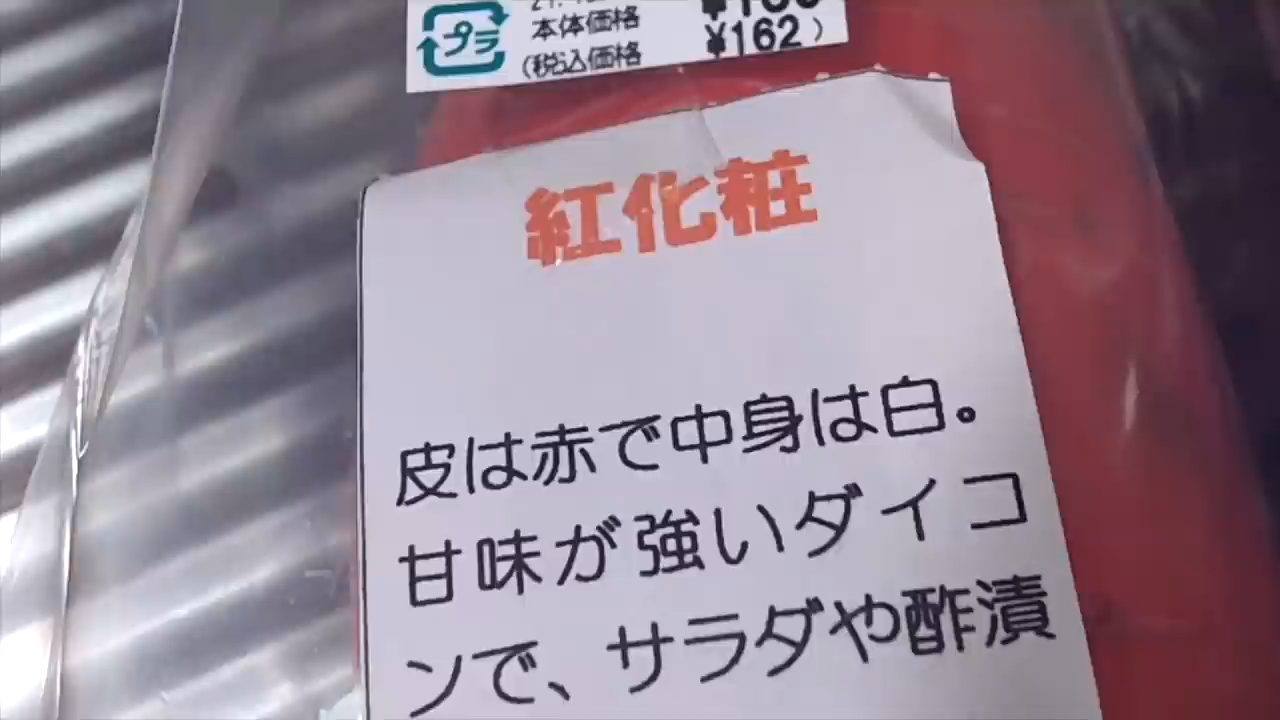 プラ
本体価格
(税込価格 ¥162)
紅化粧
皮は赤で中身は白。
甘味が強いダイコ
ンで、サラダや酢漬